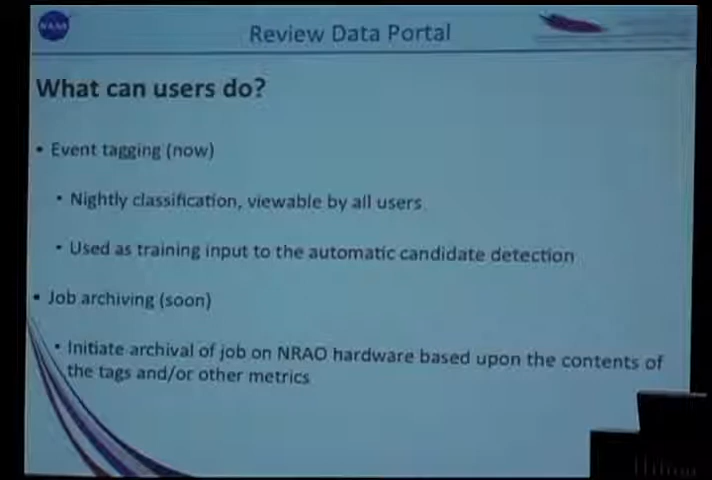 NASA
Review Data Portal
What can users do?
• Event tagging (now)
• Nightly classification, viewable by all users
• Used as training input to the automatic candidate detection
• Job archiving (soon)
• Initiate archival of job on NRAO hardware based upon the contents of
the tags and/or other metrics